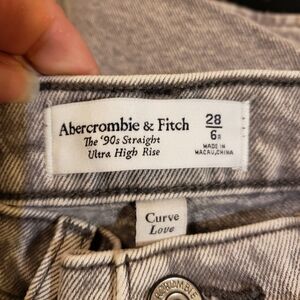 Abercrombie & Fitch
The '90s Straight
Ultra High Rise
28
6R
MADE IN
MACAU, CHINA
Curve
Love